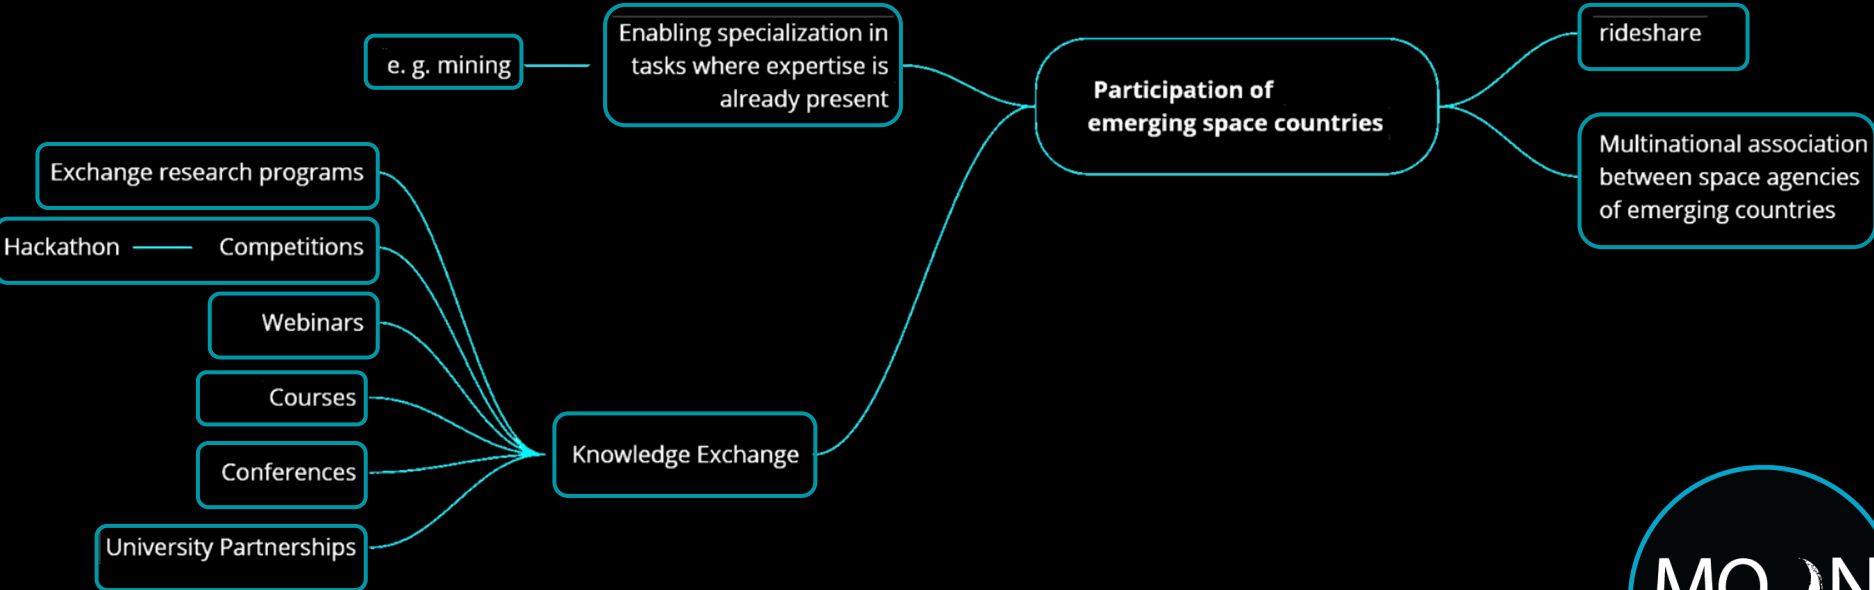 e. g. mining
Enabling specialization in
tasks where expertise is
already present
Participation of
emerging space countries
rideshare
Multinational association
between space agencies
of emerging countries
Exchange research programs
Hackathon
Competitions
Webinars
Courses
Conferences
University Partnerships
Knowledge Exchange
MOON